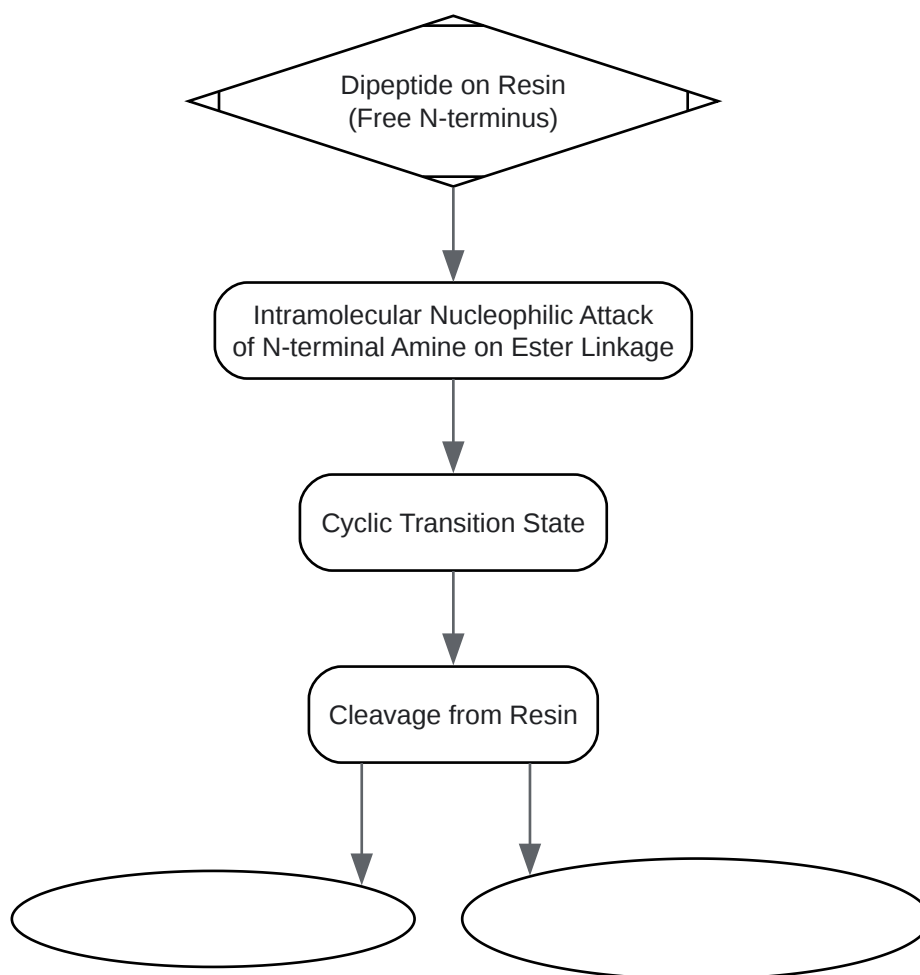 Dipeptide on Resin
(Free N-terminus)
Intramolecular Nucleophilic Attack
of N-terminal Amine on Ester Linkage
Cyclic Transition State
Cleavage from Resin